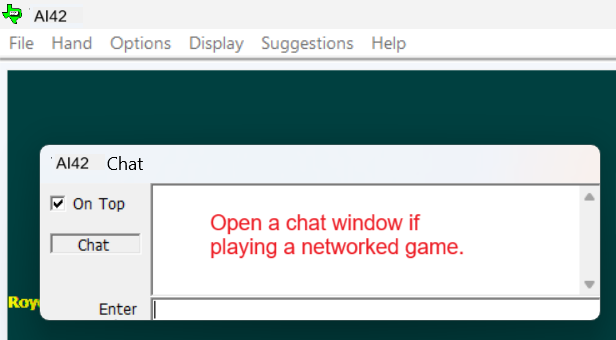 AI42
File Hand Options Display Suggestions Help
AI42 Chat
On Top
Open a chat window if
playing a networked game.
Chat
Enter